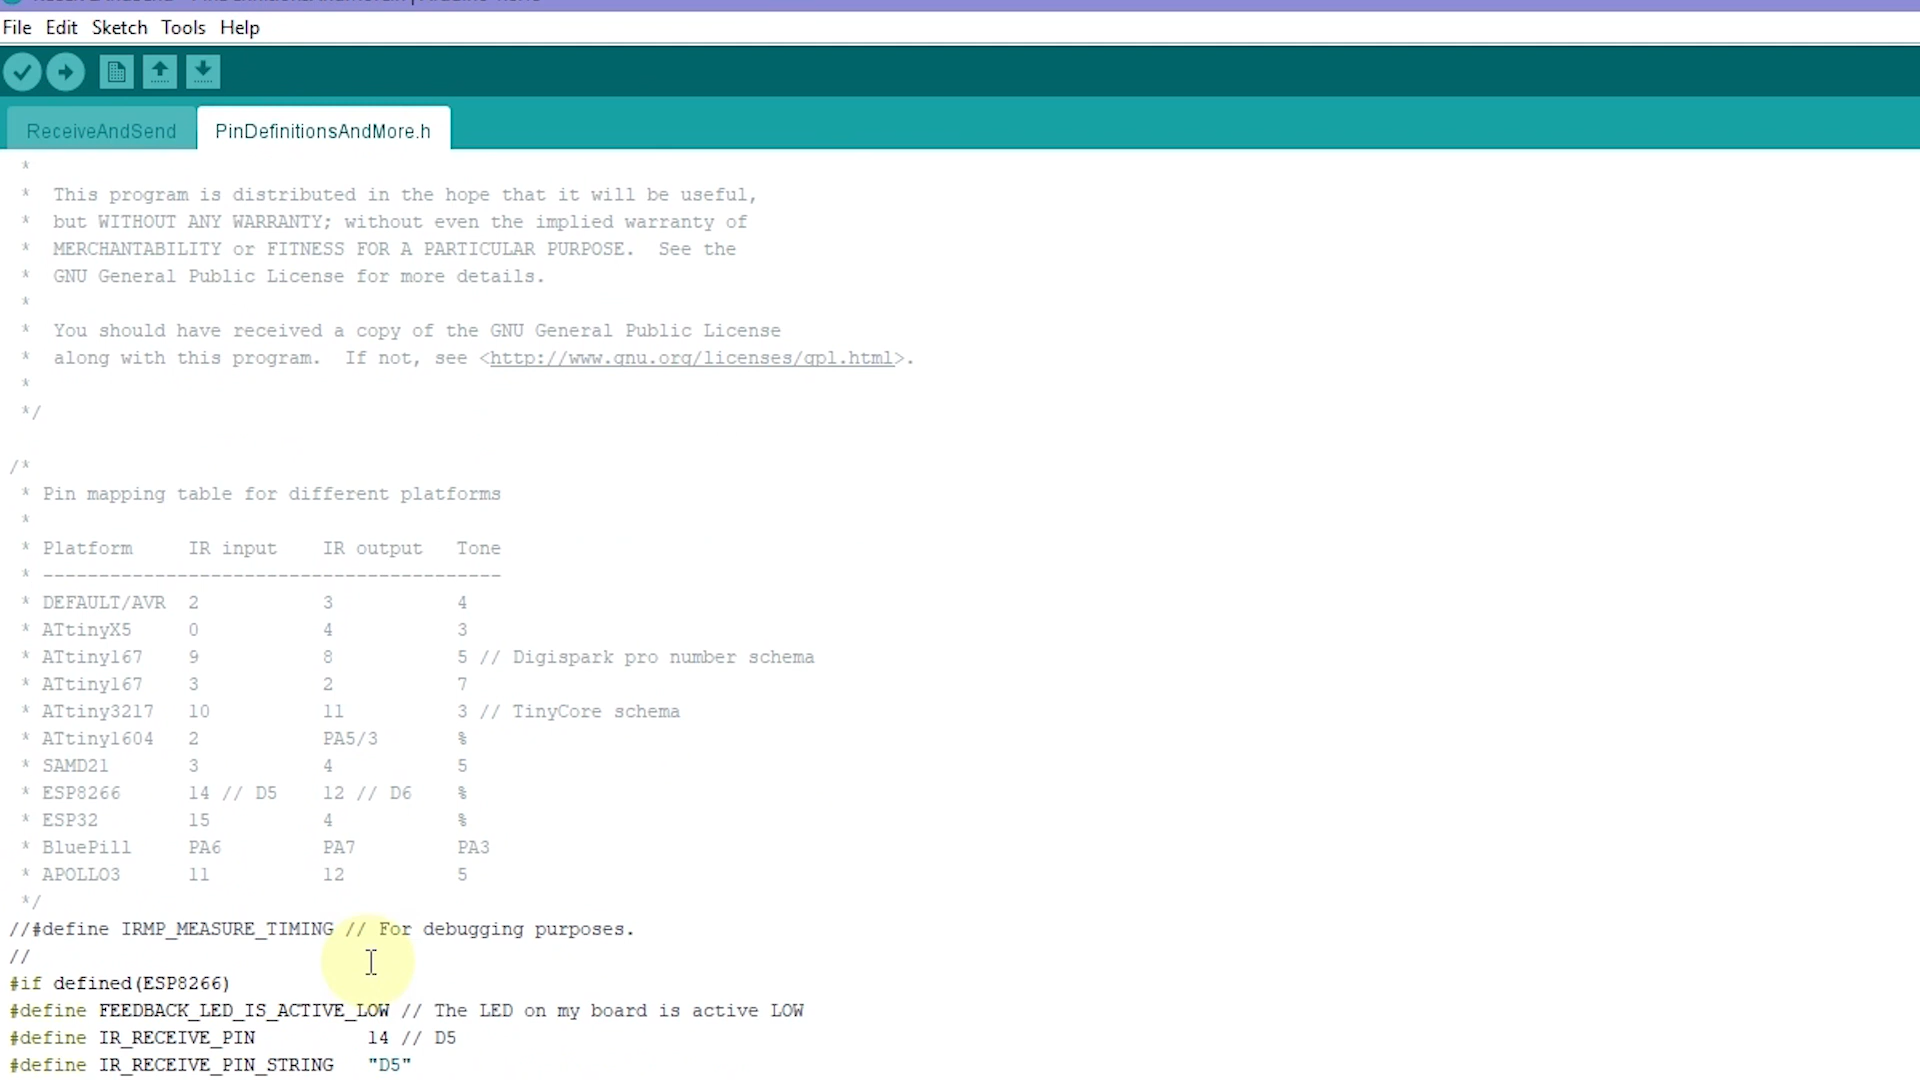 File Edit Sketch Tools Help
ReceiveAndSend PinDefinitionsAndMore.h
*
* This program is distributed in the hope that it will be useful,
* but WITHOUT ANY WARRANTY; without even the implied warranty of
* MERCHANTABILITY or FITNESS FOR A PARTICULAR PURPOSE. See the
* GNU General Public License for more details.
*
* You should have received a copy of the GNU General Public License
* along with this program. If not, see <http://www.gnu.org/licenses/gpl.html>.
*
*/
/*
* Pin mapping table for different platforms
*
* Platform IR input IR output Tone
* -----------------------------------------
* DEFAULT/AVR 2 3 4
* ATtinyX5 0 4 3
* ATtiny167 9 8 5 // Digispark pro number schema
* ATtiny167 3 2 7
* ATtiny3217 10 11 3 // TinyCore schema
* ATtiny1604 2 PA5/3 %
* SAMD21 3 4 5
* ESP8266 14 // D5 12 // D6 %
* ESP32 15 4 %
* BluePill PA6 PA7 PA3
* APOLLO3 11 12 5
*/
//#define IRMP_MEASURE_TIMING // For debugging purposes.
//
#if defined(ESP8266)
#define FEEDBACK_LED_IS_ACTIVE_LOW // The LED on my board is active LOW
#define IR_RECEIVE_PIN 14 // D5
#define IR_RECEIVE_PIN_STRING "D5"